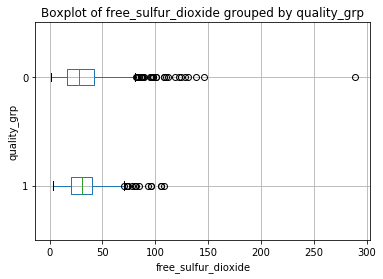 Boxplot of free_sulfur_dioxide grouped by quality_grp
0
1
quality_grp
0 50 100 150 200 250 300
free_sulfur_dioxide